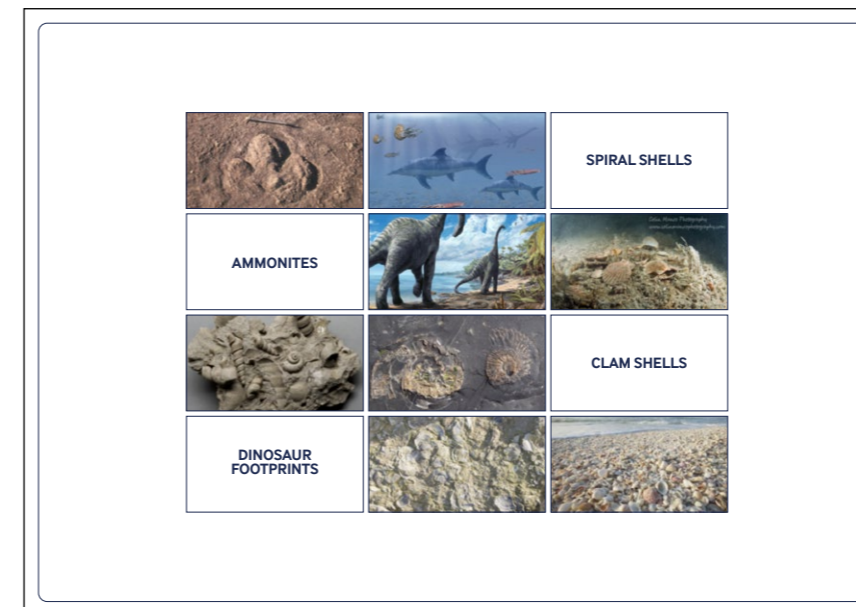 SPIRAL SHELLS
AMMONITES
CLAM SHELLS
DINOSAUR
FOOTPRINTS